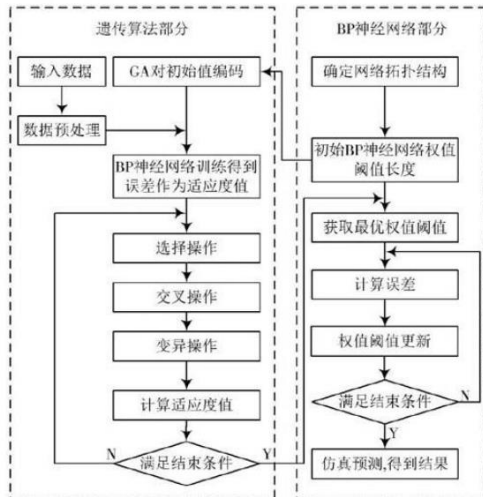 遗传算法部分
输入数据
GA对初始值编码
数据预处理
BP神经网络训练得到
误差作为适应度值
选择操作
交叉操作
变异操作
计算适应度值
N
满足结束条件
Y
BP神经网络部分
确定网络拓扑结构
初始BP神经网络权值
阈值长度
获取最优权值阈值
计算误差
权值阈值更新
满足结束条件
N
Y
仿真预测,得到结果